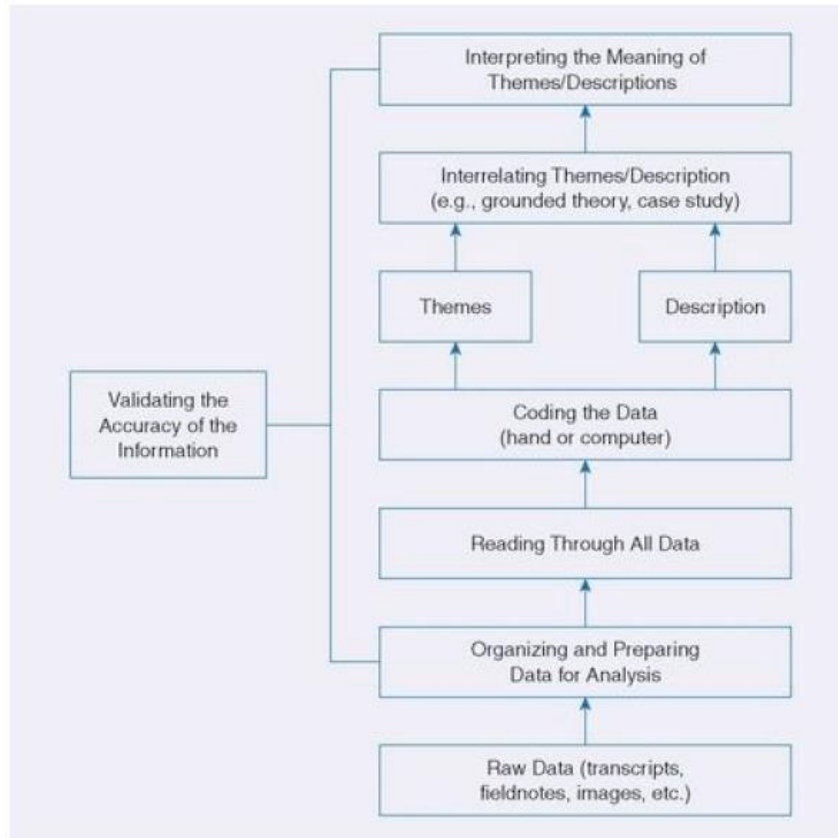 Interpreting the Meaning of
Themes/Descriptions
Interrelating Themes/Description
(e.g., grounded theory, case study)
Themes
Description
Validating the
Accuracy of the
Information
Coding the Data
(hand or computer)
Reading Through All Data
Organizing and Preparing
Data for Analysis
Raw Data (transcripts,
fieldnotes, images, etc.)